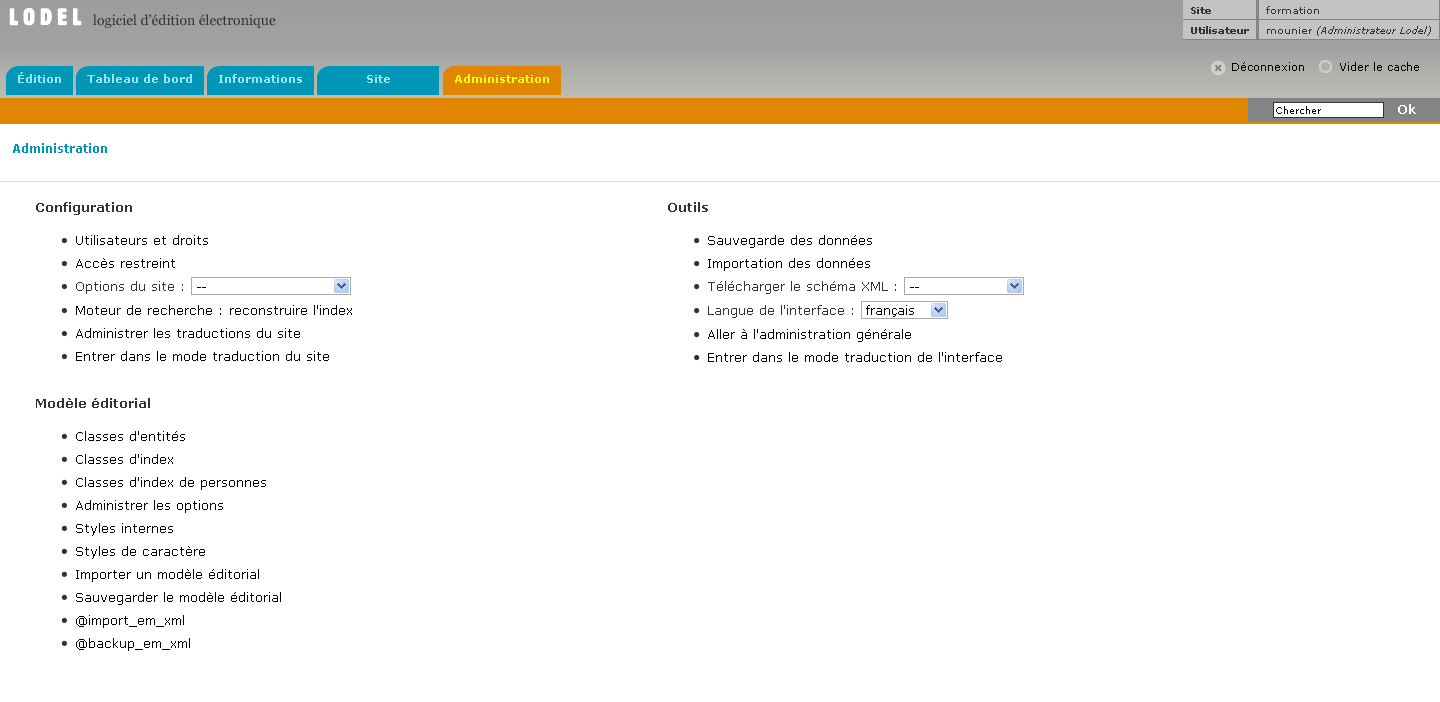 LODEL logiciel d'édition électronique
Site formation
Utilisateur mounier (Administrateur Lodel)
Déconnexion Vider le cache
Édition Tableau de bord Informations Site Administration
Chercher Ok
Administration
Configuration
Utilisateurs et droits
Accès restreint
Options du site : --
Moteur de recherche : reconstruire l'index
Administrer les traductions du site
Entrer dans le mode traduction du site
Outils
Sauvegarde des données
Importation des données
Télécharger le schéma XML : --
Langue de l'interface : français
Aller à l'administration générale
Entrer dans le mode traduction de l'interface
Modèle éditorial
Classes d'entités
Classes d'index
Classes d'index de personnes
Administrer les options
Styles internes
Styles de caractère
Importer un modèle éditorial
Sauvegarder le modèle éditorial
@import_em_xml
@backup_em_xml